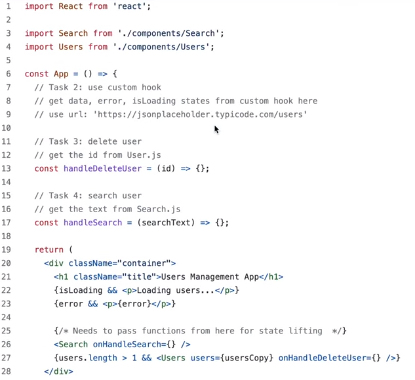 1 import React from 'react';
2
3 import Search from './components/Search';
4 import Users from './components/Users';
5
6 const App = () => {
7 // Task 2: use custom hook
8 // get data, error, isLoading states from custom hook here
9 // use url: 'https://jsonplaceholder.typicode.com/users'
10
11 // Task 3: delete user
12 // get the id from User.js
13 const handleDeleteUser = (id) => {};
14
15 // Task 4: search user
16 // get the text from Search.js
17 const handleSearch = (searchText) => {};
18
19 return (
20 <div className="container">
21 <h1 className="title">Users Management App</h1>
22 {isLoading && <p>Loading users...</p>}
23 {error && <p>{error}</p>}
24
25 {/* Needs to pass functions from here for state lifting */}
26 <Search onHandleSearch={} />
27 {users.length > 1 && <Users users={usersCopy} onHandleDeleteUser={} />}
28 </div>